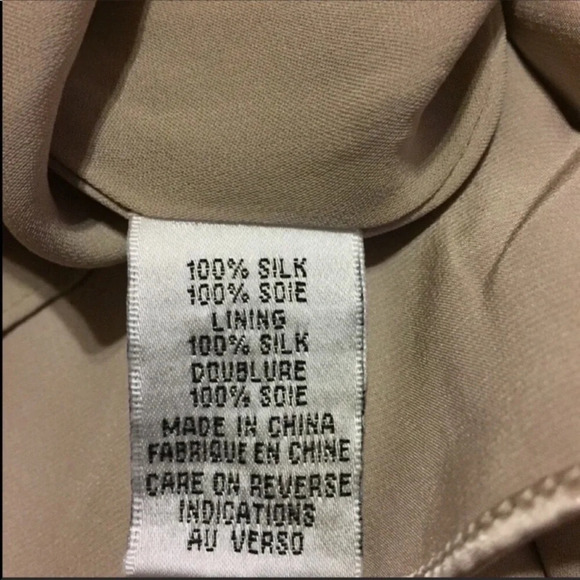 100% SILK
100% SOIE
LINING
100% SILK
DOUBLURE
100% SOIE
MADE IN CHINA
FABRIQUE EN CHINE
CARE ON REVERSE
INDICATIONS
AU VERSO